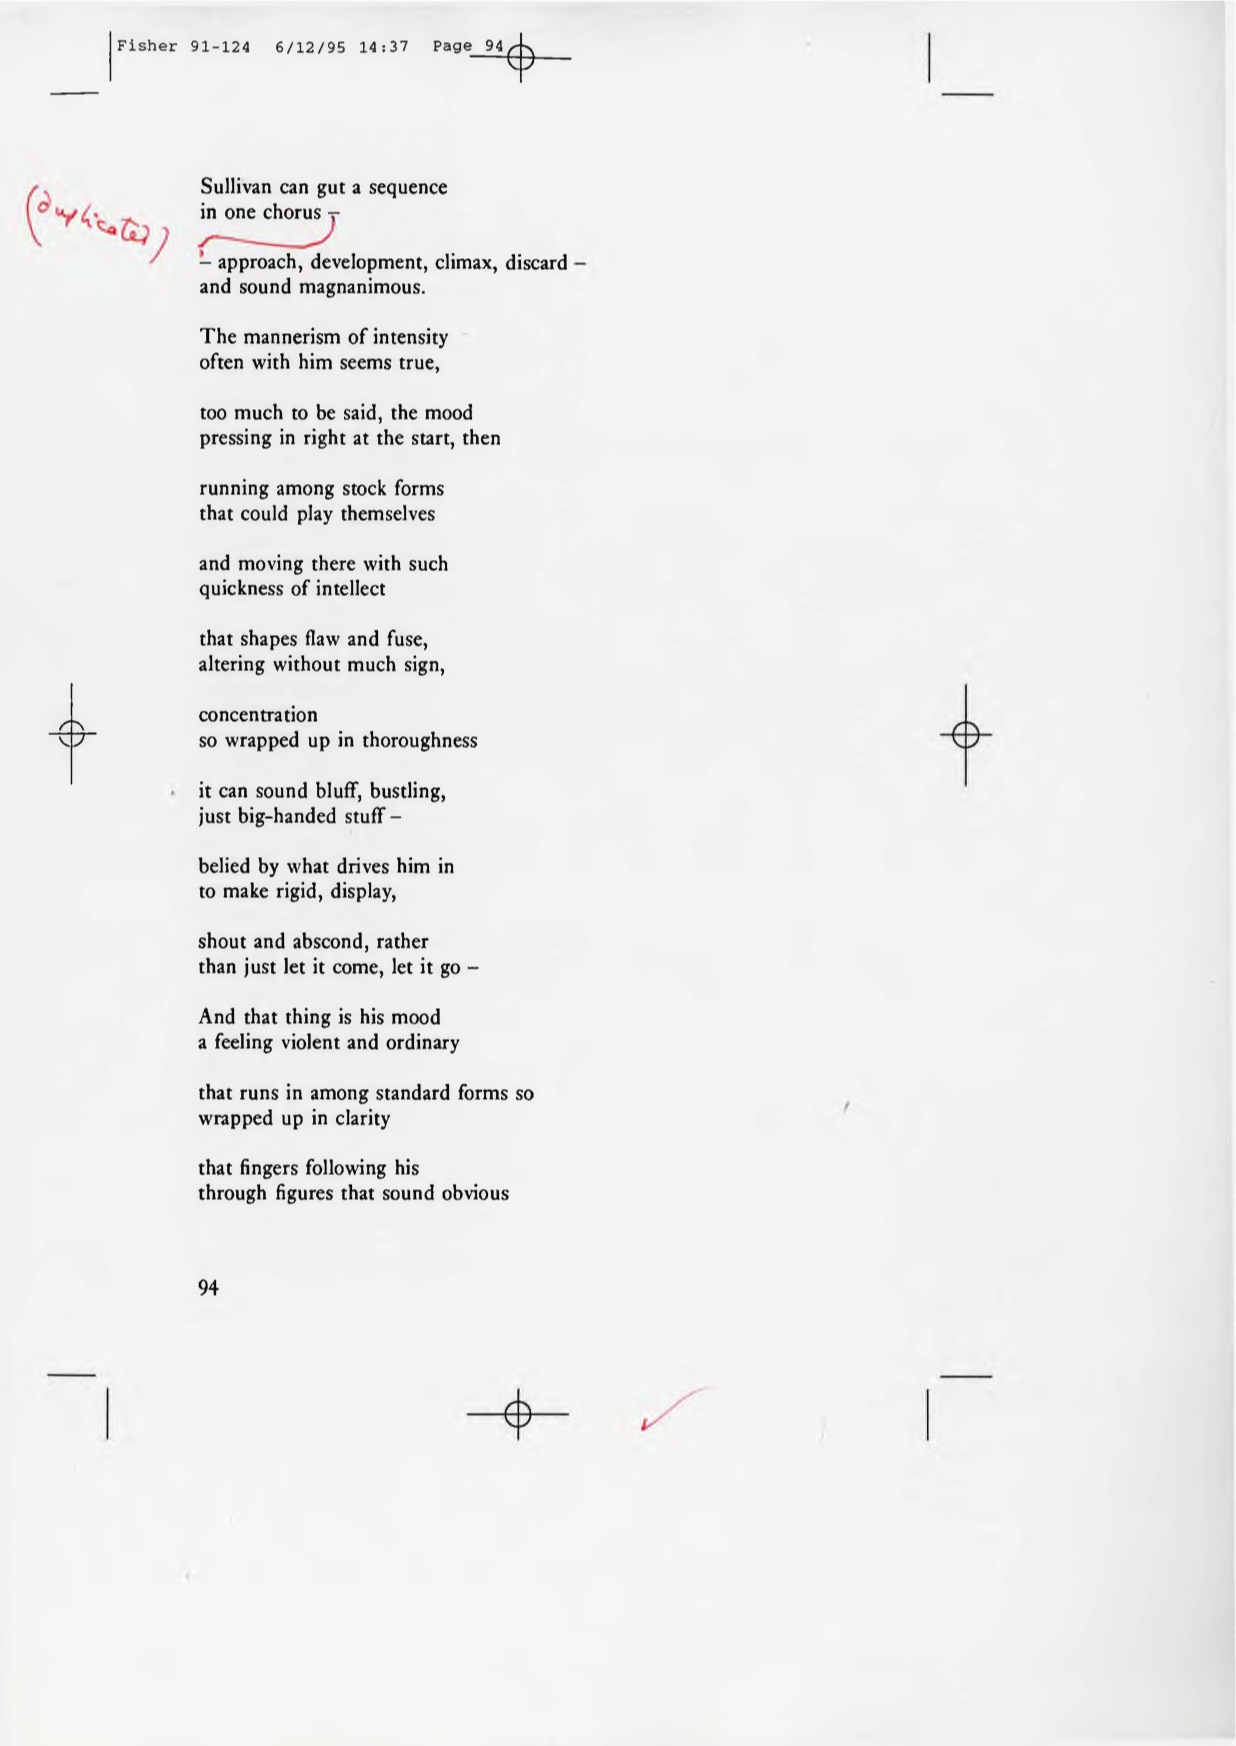 Fisher 91-124 6/12/95 14:37 Page 94
Sullivan can gut a sequence
in one chorus –
(duplicated)
– approach, development, climax, discard –
and sound magnanimous.
The mannerism of intensity
often with him seems true,
too much to be said, the mood
pressing in right at the start, then
running among stock forms
that could play themselves
and moving there with such
quickness of intellect
that shapes flaw and fuse,
altering without much sign,
concentration
so wrapped up in thoroughness
it can sound bluff, bustling,
just big-handed stuff –
belied by what drives him in
to make rigid, display,
shout and abscond, rather
than just let it come, let it go –
And that thing is his mood
a feeling violent and ordinary
that runs in among standard forms so
wrapped up in clarity
that fingers following his
through figures that sound obvious
94